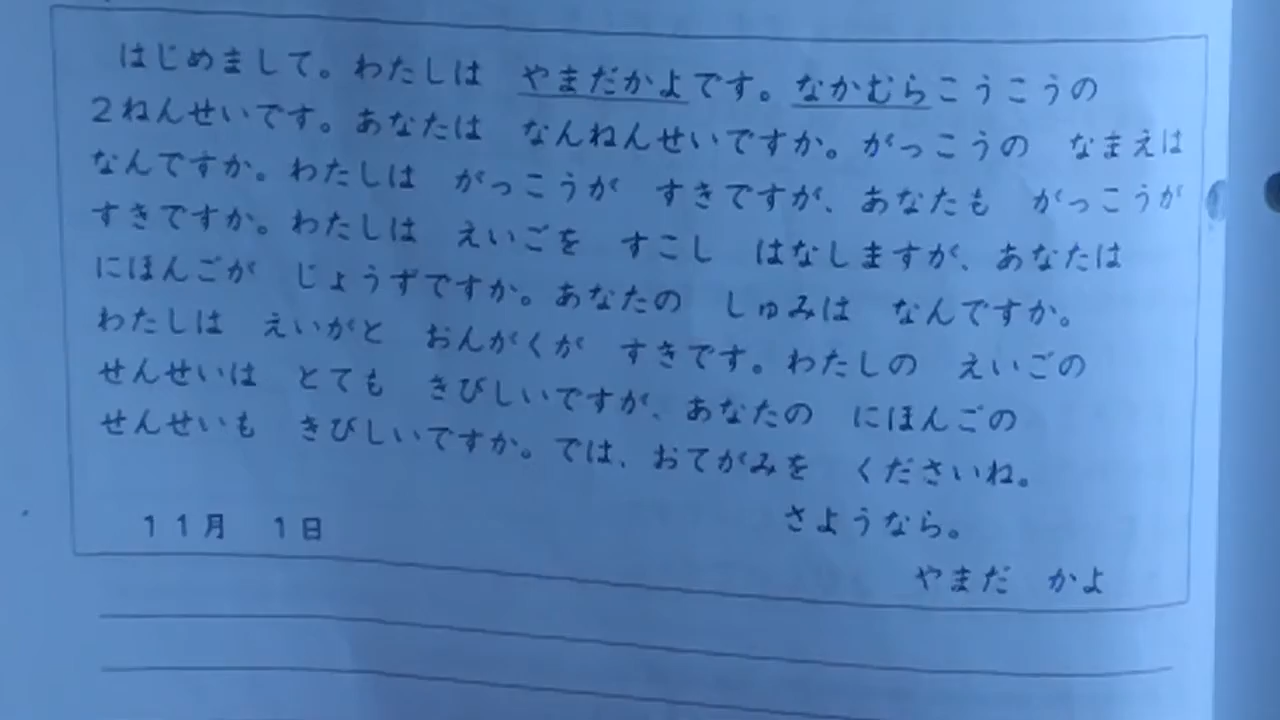 はじめまして。わたしは　やまだかよです。なかむらこうこうの
２ねんせいです。あなたは　なんねんせいですか。がっこうの　なまえは
なんですか。わたしは　がっこうが　すきですが、あなたも　がっこうが
すきですか。わたしは　えいごを　すこし　はなしますが、あなたは
にほんごが　じょうずですか。あなたの　しゅみは　なんですか。
わたしは　えいがと　おんがくが　すきです。わたしの　えいごの
せんせいは　とても　きびしいですが、あなたの　にほんごの
せんせいも　きびしいですか。では、おてがみを　くださいね。
さようなら。
１１月　１日
やまだ　かよ